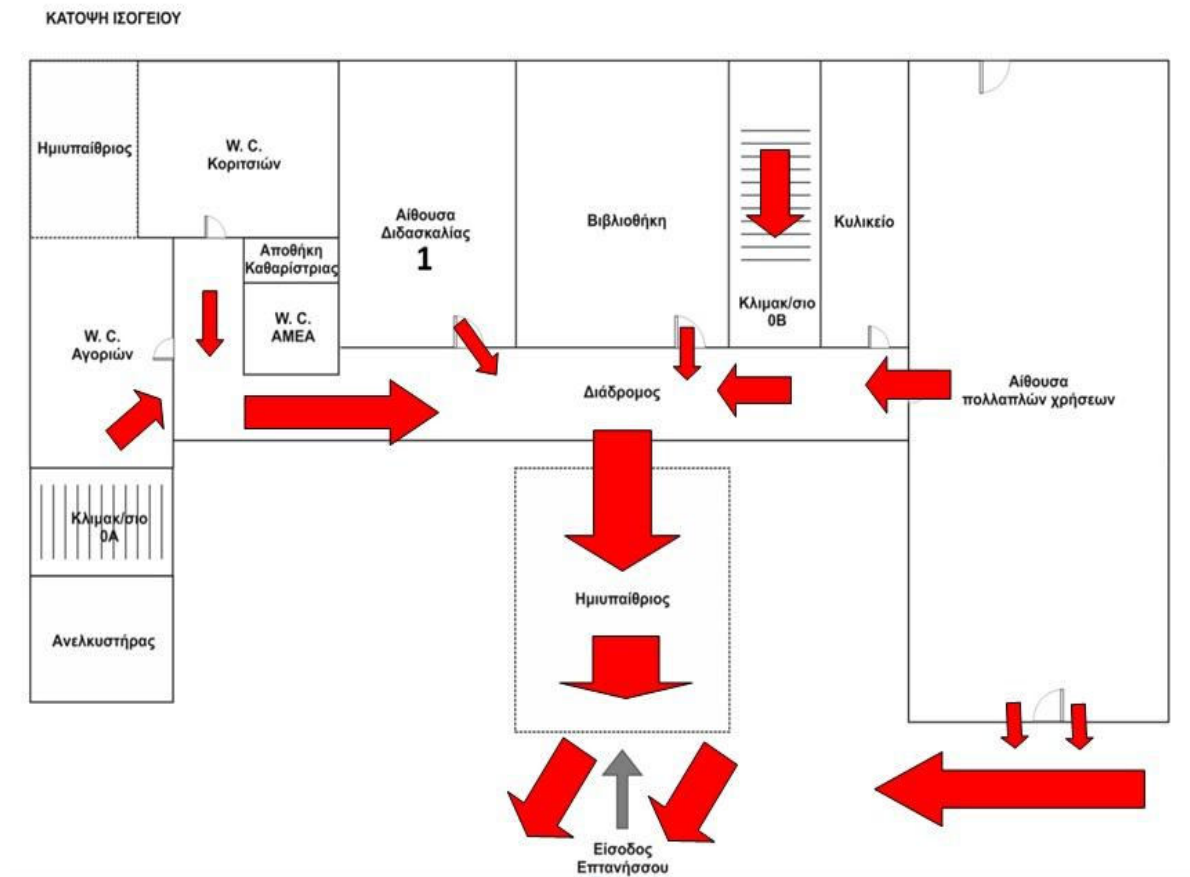 ΚΑΤΟΨΗ ΙΣΟΓΕΙΟΥ
Ημιυπαίθριος
W. C.
Κοριτσιών
Αίθουσα
Διδασκαλίας
1
Βιβλιοθήκη
Κυλικείο
Αποθήκη
Καθαρίστριας
Κλιμακ/σιο
0Β
W. C.
ΑΜΕΑ
W. C.
Αγοριών
Διάδρομος
Αίθουσα
πολλαπλών χρήσεων
Κλιμακ/σιο
0Α
Ημιυπαίθριος
Ανελκυστήρας
Είσοδος
Επτανήσσου